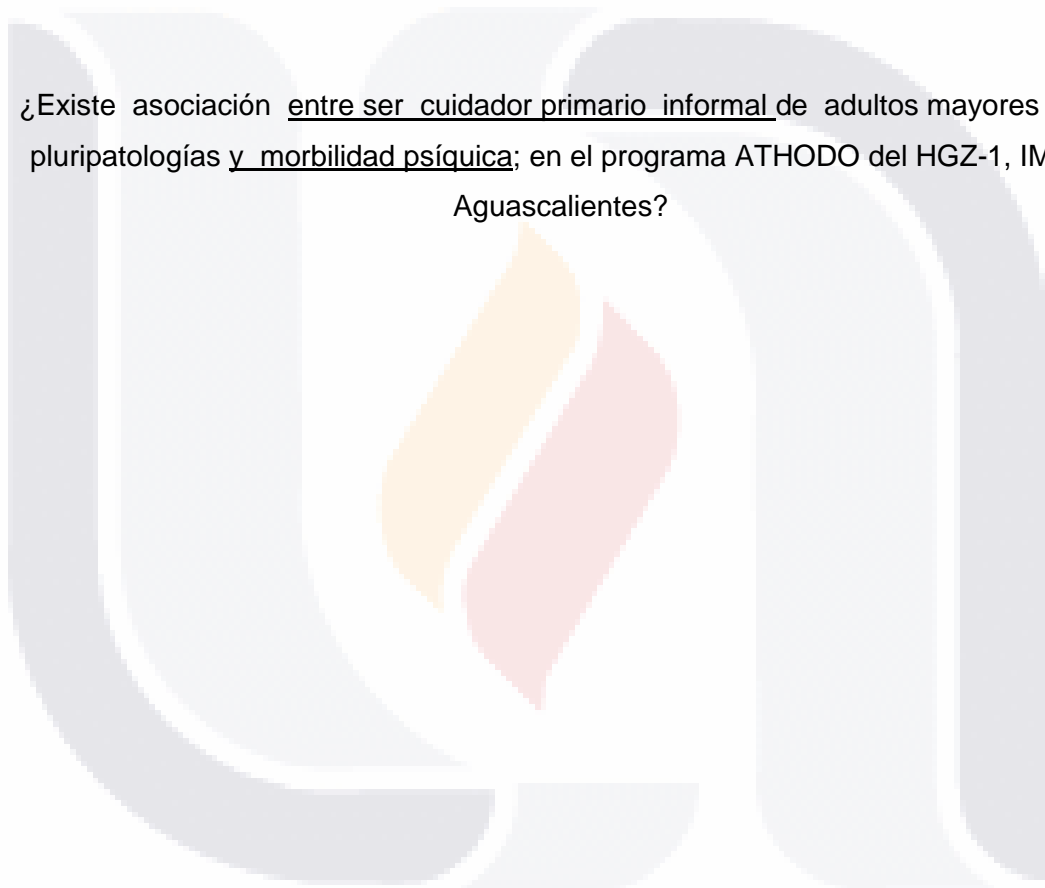 ¿Existe asociación entre ser cuidador primario informal de adultos mayores
pluripatologías y morbilidad psíquica; en el programa ATHODO del HGZ-1,
Aguascalientes?